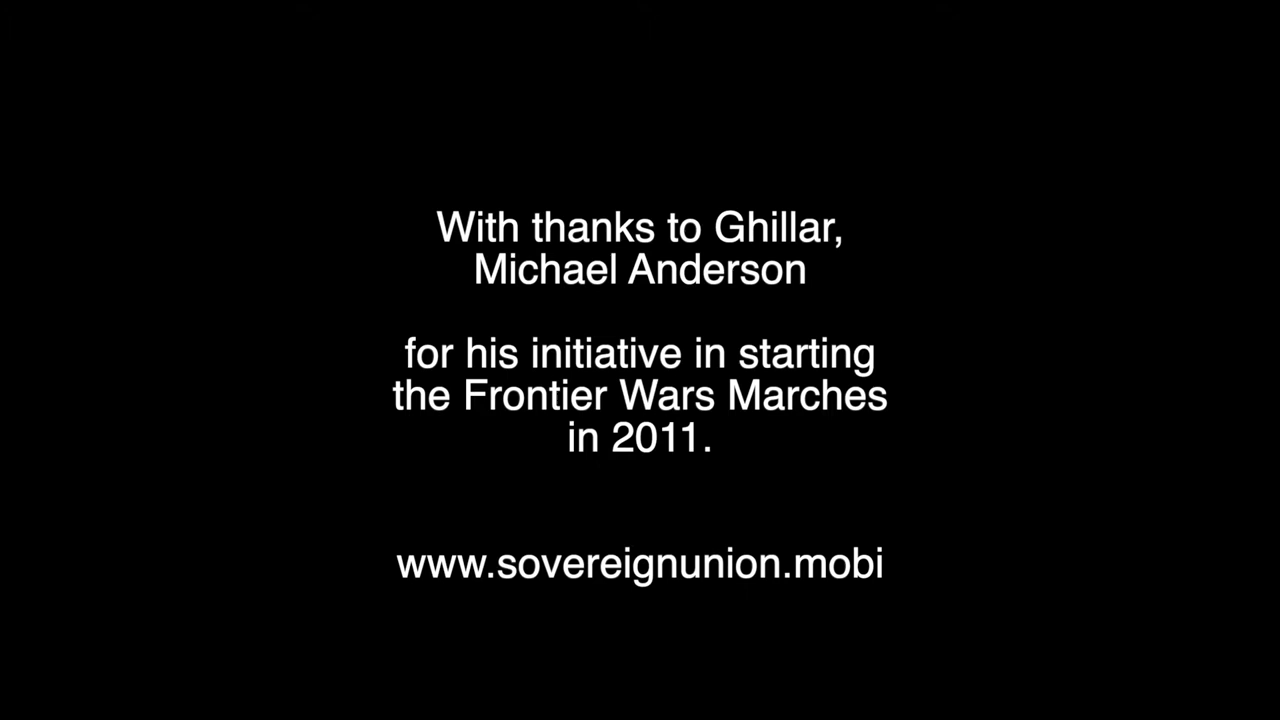 With thanks to Ghillar,
Michael Anderson
for his initiative in starting
the Frontier Wars Marches
in 2011.
www.sovereignunion.mobi